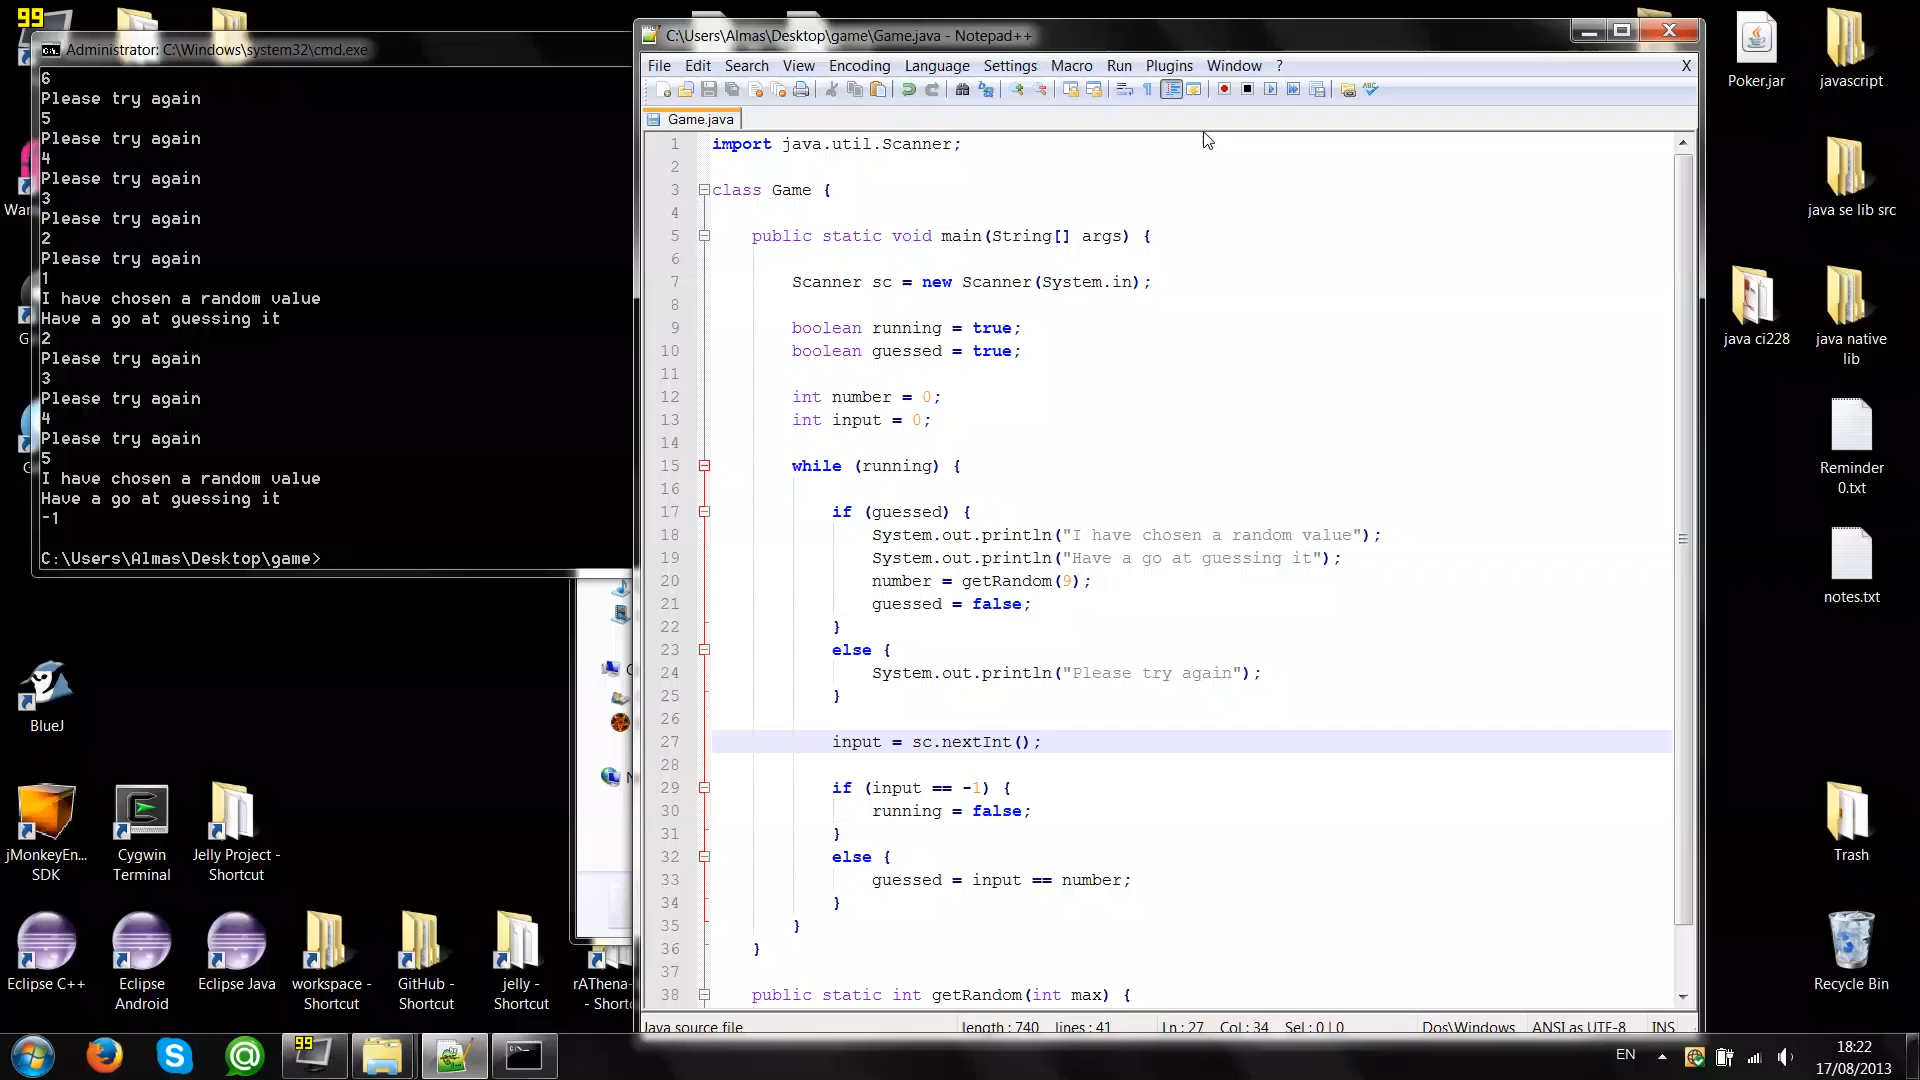 99
Administrator: C:\Windows\system32\cmd.exe
6
Please try again
5
Please try again
4
Please try again
3
Please try again
2
Please try again
1
I have chosen a random value
Have a go at guessing it
2
Please try again
3
Please try again
4
Please try again
5
I have chosen a random value
Have a go at guessing it
-1
C:\Users\Almas\Desktop\game>
C:\Users\Almas\Desktop\game\Game.java - Notepad++
File Edit Search View Encoding Language Settings Macro Run Plugins Window ? X
Game.java
1 import java.util.Scanner;
2
3 class Game {
4
5 public static void main(String[] args) {
6
7 Scanner sc = new Scanner(System.in);
8
9 boolean running = true;
10 boolean guessed = true;
11
12 int number = 0;
13 int input = 0;
14
15 while (running) {
16
17 if (guessed) {
18 System.out.println("I have chosen a random value");
19 System.out.println("Have a go at guessing it");
20 number = getRandom(9);
21 guessed = false;
22 }
23 else {
24 System.out.println("Please try again");
25 }
26
27 input = sc.nextInt();
28
29 if (input == -1) {
30 running = false;
31 }
32 else {
33 guessed = input == number;
34 }
35 }
36 }
37
38 public static int getRandom(int max) {
Java source file length : 740 lines : 41 Ln : 27 Col : 34 Sel : 0 | 0 Dos\Windows ANSI as UTF-8 INS
Poker.jar
javascript
java se lib src
java ci228
java native
lib
Reminder
0.txt
notes.txt
Trash
Recycle Bin
BlueJ
jMonkeyEn...
SDK
Cygwin
Terminal
Jelly Project -
Shortcut
Eclipse C++
Eclipse
Android
Eclipse Java
workspace -
Shortcut
GitHub -
Shortcut
jelly -
Shortcut
rAThena
- Shortc
99
EN
18:22
17/08/2013